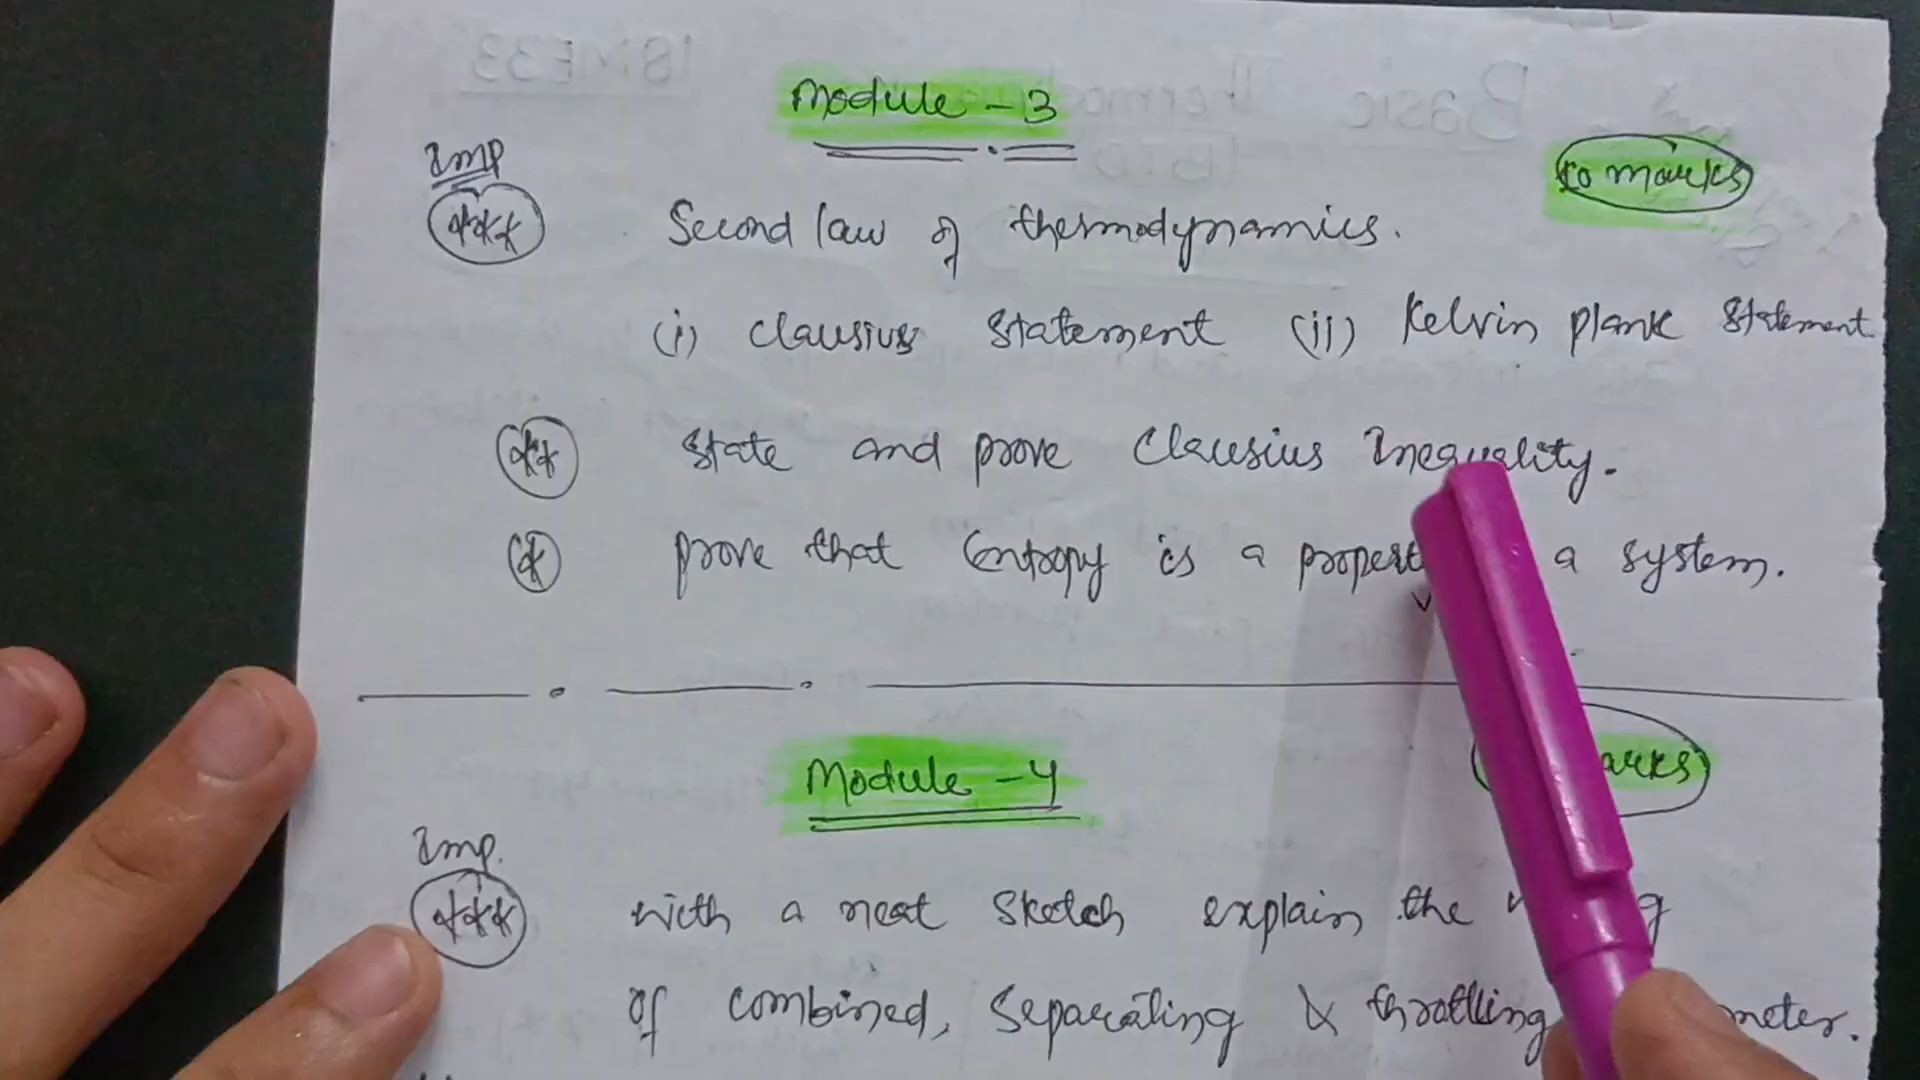 Module - 3
Imp
10 marks
*** Second law of thermodynamics.
(i) Clausius statement (ii) Kelvin plank statement
** State and prove Clausius Inequality.
* prove that Entropy is a a system.
Module - 4
Imp.
*** with a neat sketch explain the
of combined, Separating & throttling